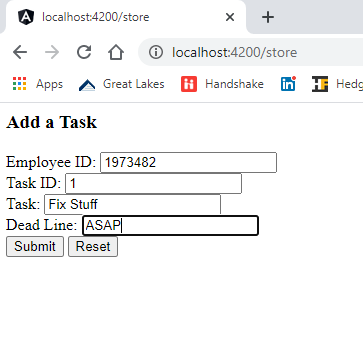 localhost:4200/store
localhost:4200/store
Apps Great Lakes Handshake Hedg
Add a Task
Employee ID: 1973482
Task ID: 1
Task: Fix Stuff
Dead Line: ASAP
Submit Reset